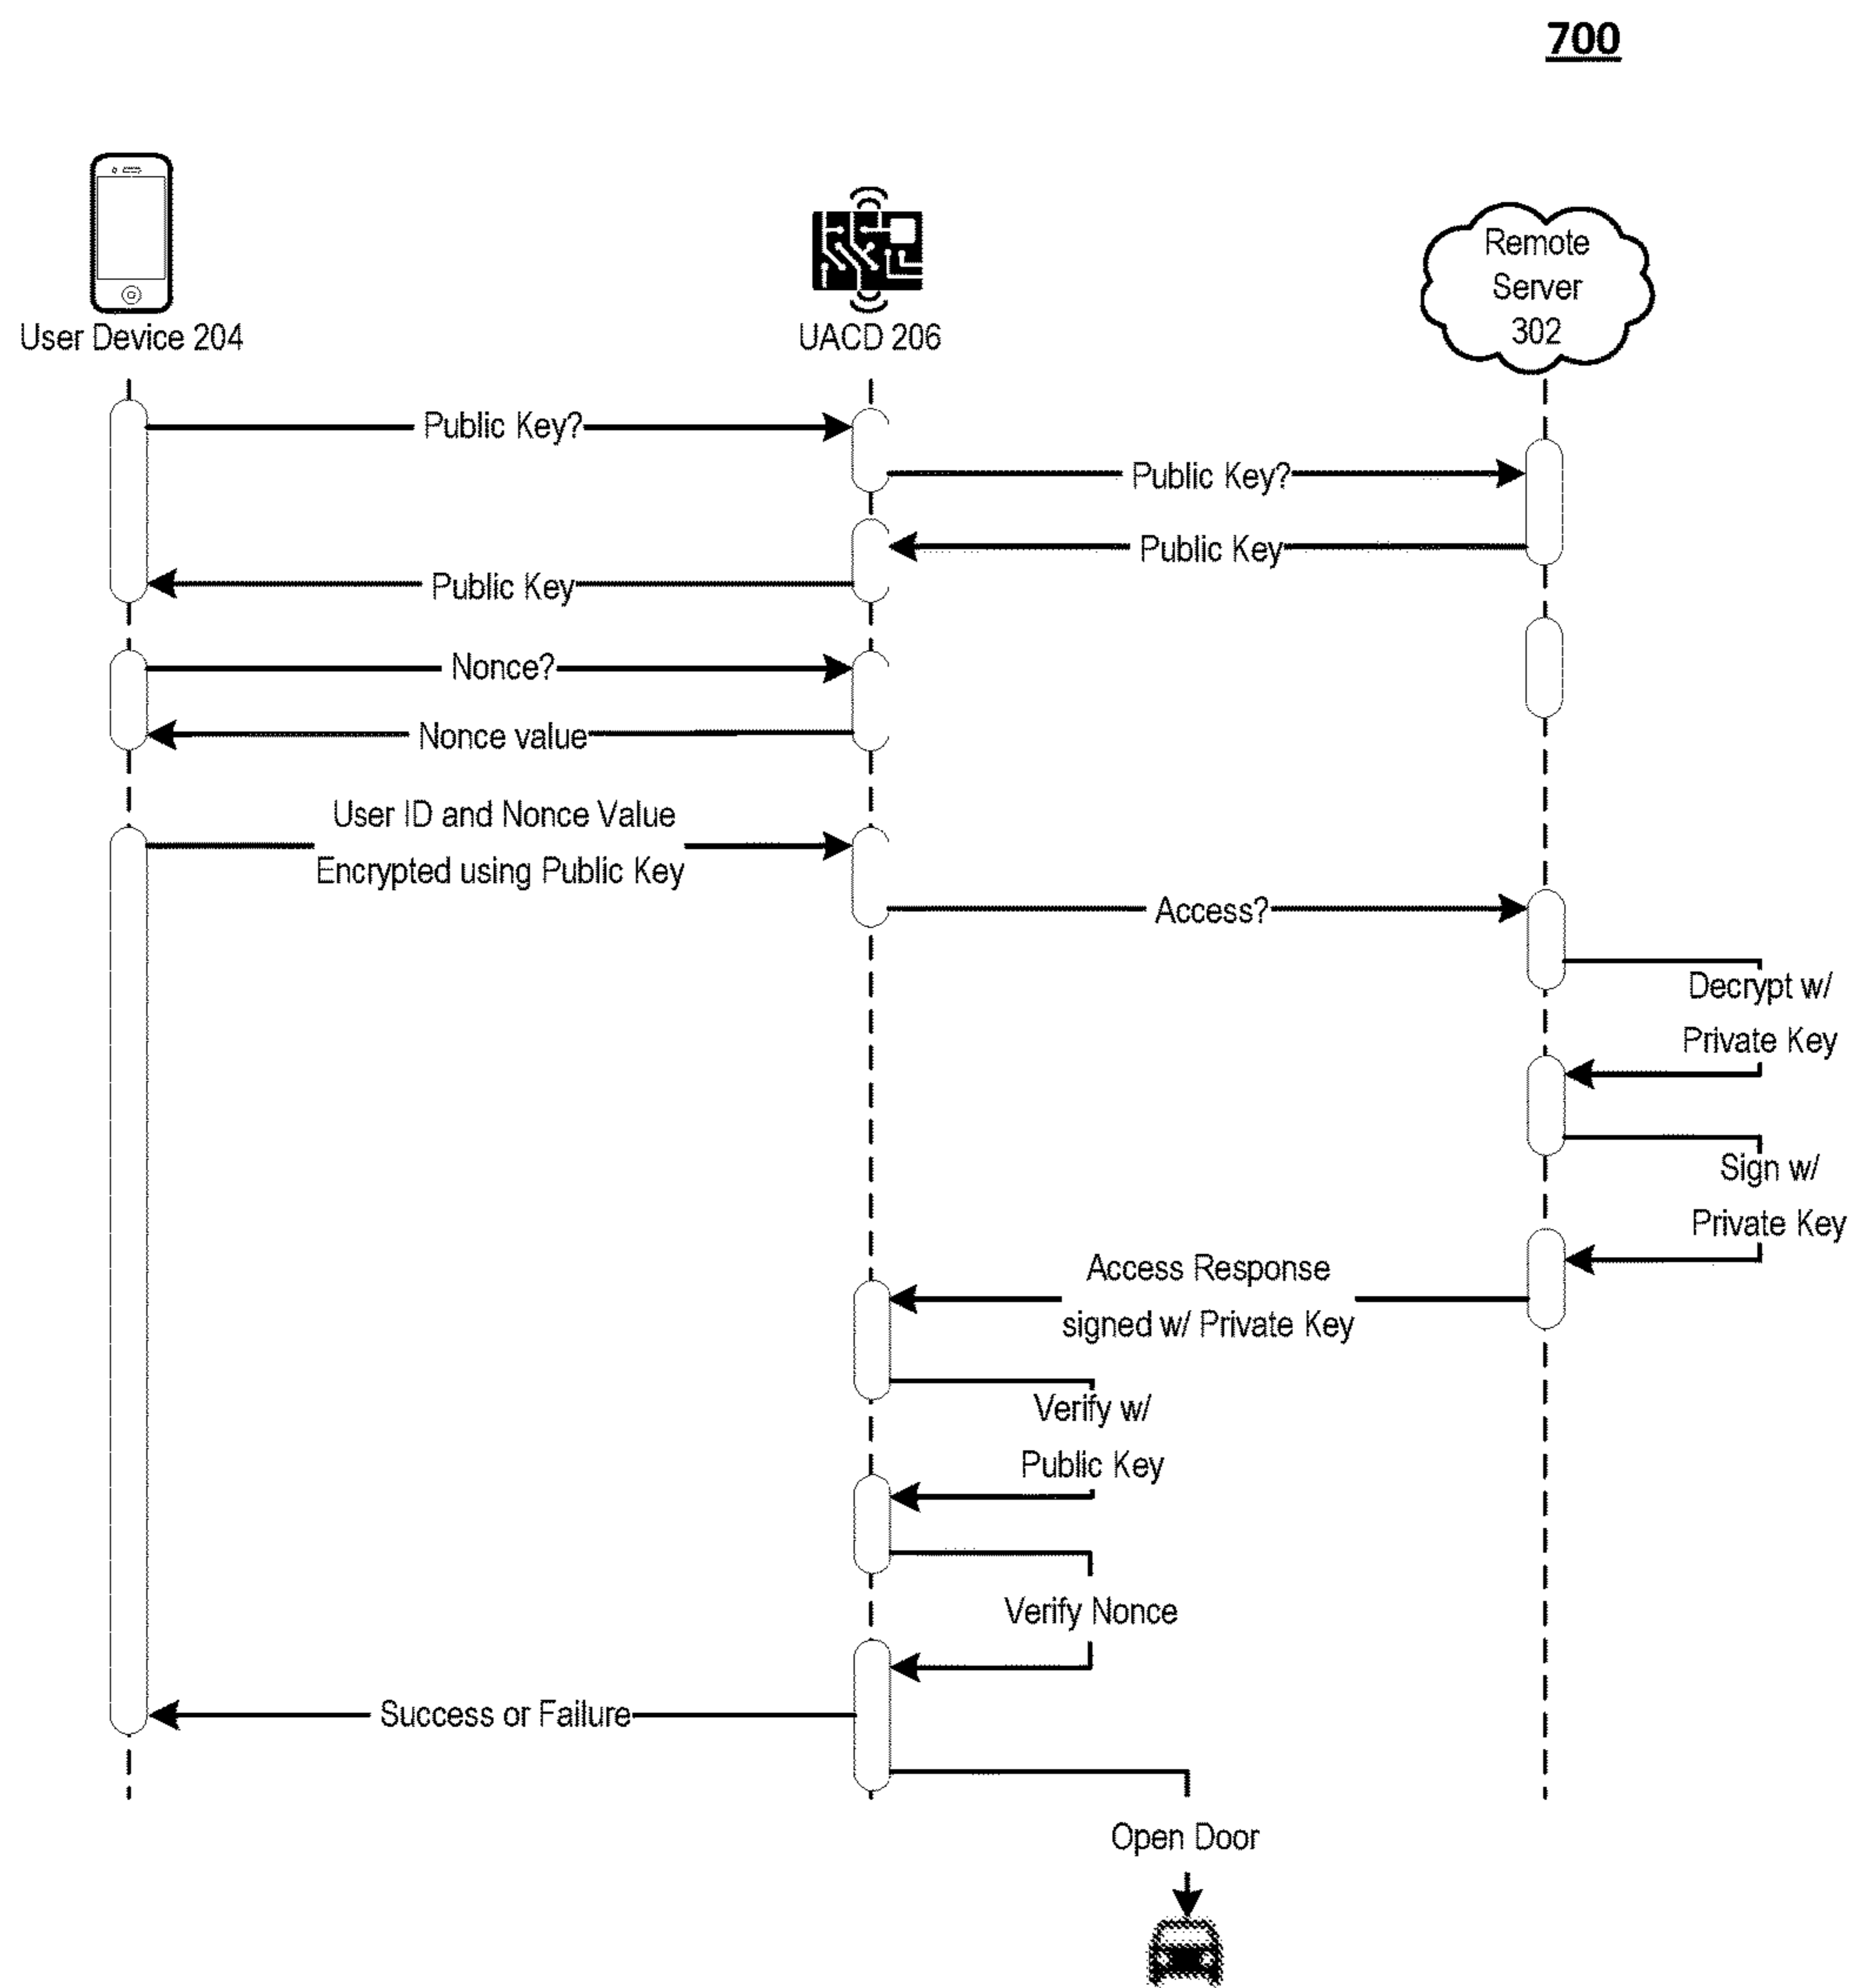 700
User Device 204
UACD 206
Remote
Server
302
Public Key?
Public Key?
Public Key
Public Key
Nonce?
Nonce value
User ID and Nonce Value
Encrypted using Public Key
Access?
Decrypt w/
Private Key
Sign w/
Private Key
Access Response
signed w/ Private Key
Verify w/
Public Key
Verify Nonce
Success or Failure
Open Door